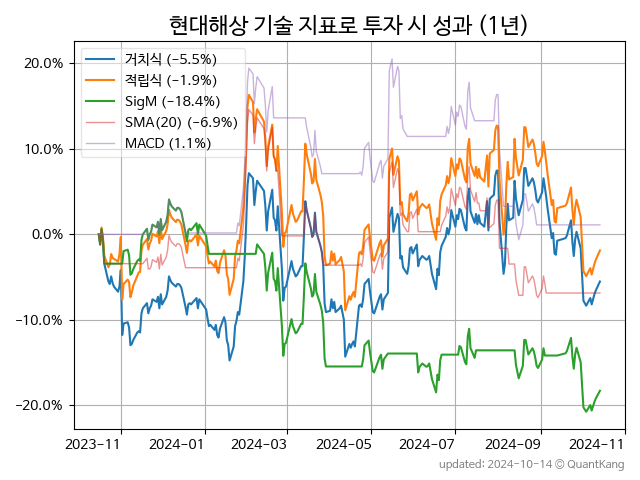 현대해상 기술 지표로 투자 시 성과 (1년)
거치식 (−5.5%)
적립식 (−1.9%)
SigM (−18.4%)
SMA(20) (−6.9%)
MACD (1.1%)
20.0%
10.0%
0.0%
−10.0%
−20.0%
2023-11 2024-01 2024-03 2024-05 2024-07 2024-09 2024-11
updated: 2024-10-14 © QuantKang